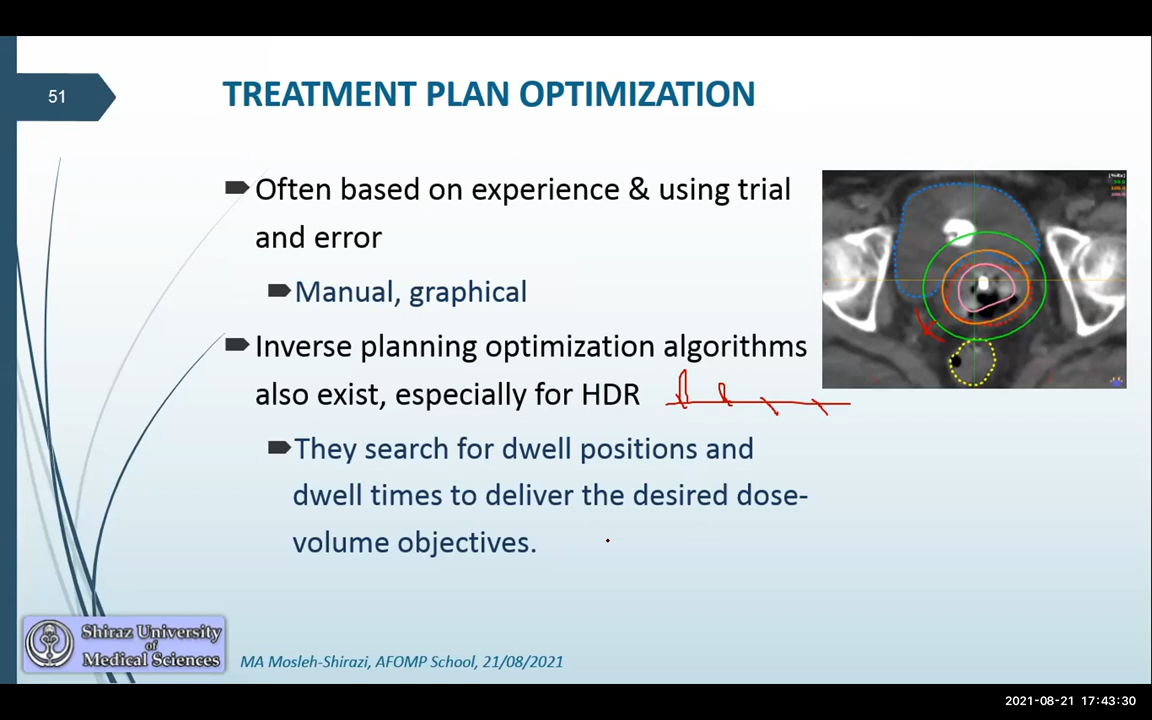 51
TREATMENT PLAN OPTIMIZATION
Often based on experience & using trial
and error
Manual, graphical
Inverse planning optimization algorithms
also exist, especially for HDR
They search for dwell positions and
dwell times to deliver the desired dose-
volume objectives.
Shiraz University
of
Medical Sciences
MA Mosleh-Shirazi, AFOMP School, 21/08/2021
2021-08-21 17:43:30